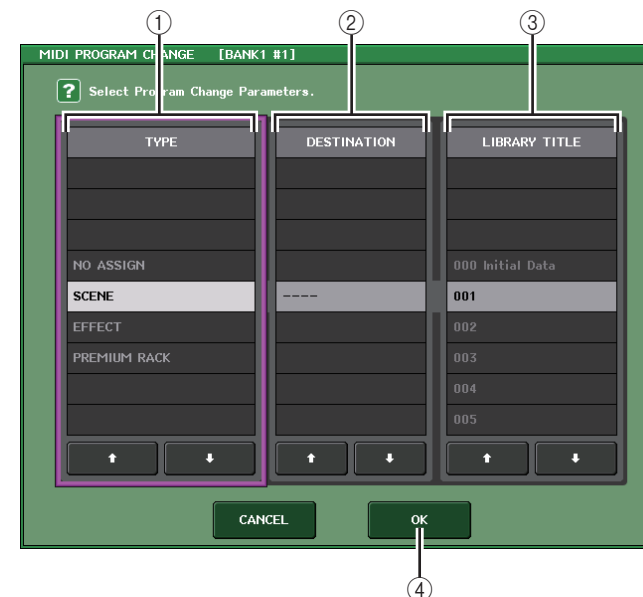 ① ② ③
MIDI PROGRAM CHANGE [BANK1 #1]
? Select Program Change Parameters.
TYPE DESTINATION LIBRARY TITLE
NO ASSIGN 000 Initial Data
SCENE ---- 001
EFFECT 002
PREMIUM RACK 003
004
005
CANCEL OK
④